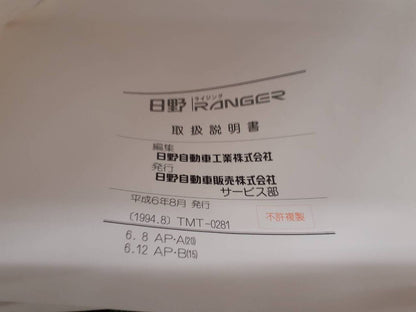 日野 ライジング RANGER
取扱説明書
編集
日野自動車工業株式会社
発行
日野自動車販売株式会社
サービス部
平成6年8月 発行
(1994.8) TMT-0281
不許複製
6. 8 AP・A(20)
6.12 AP・B(15)